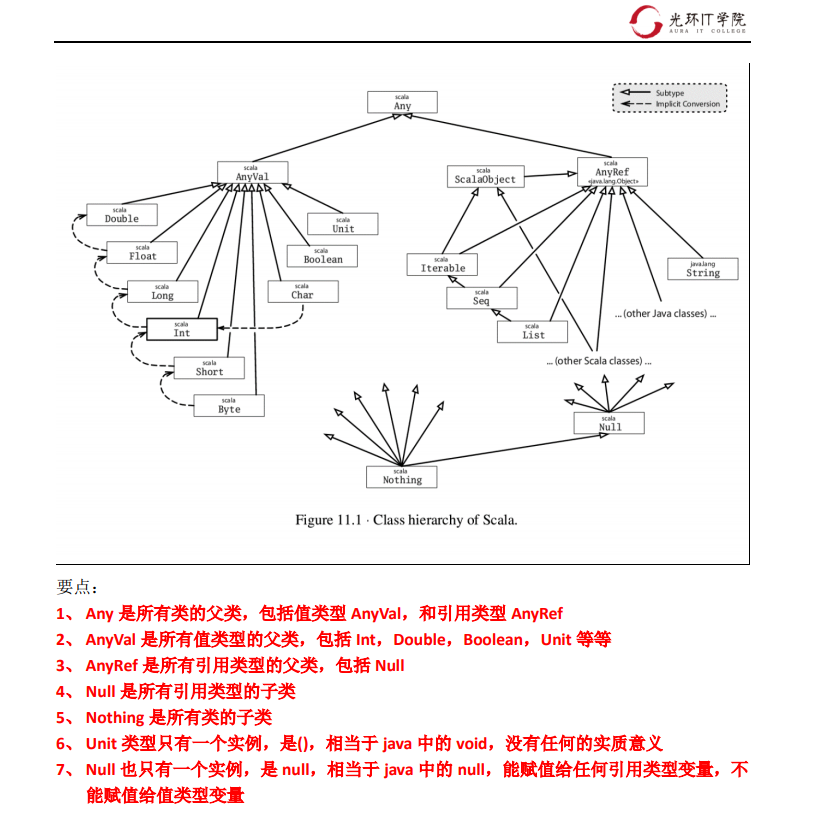 光环IT学院
AURA IT COLLEGE
scala
Any
Subtype
Implicit Conversion
scala
AnyVal
scala
ScalaObject
scala
AnyRef
«java.lang.Object»
scala
Double
scala
Unit
scala
Float
scala
Boolean
scala
Iterable
java.lang
String
scala
Long
scala
Char
scala
Seq
... (other Java classes) ...
scala
Int
scala
List
scala
Short
... (other Scala classes) ...
scala
Byte
scala
Null
scala
Nothing
Figure 11.1 · Class hierarchy of Scala.
要点：
1、 Any 是所有类的父类，包括值类型 AnyVal，和引用类型 AnyRef
2、 AnyVal 是所有值类型的父类，包括 Int，Double，Boolean，Unit 等等
3、 AnyRef 是所有引用类型的父类，包括 Null
4、 Null 是所有引用类型的子类
5、 Nothing 是所有类的子类
6、 Unit 类型只有一个实例，是()，相当于 java 中的 void，没有任何的实质意义
7、 Null 也只有一个实例，是 null，相当于 java 中的 null，能赋值给任何引用类型变量，不
能赋值给值类型变量